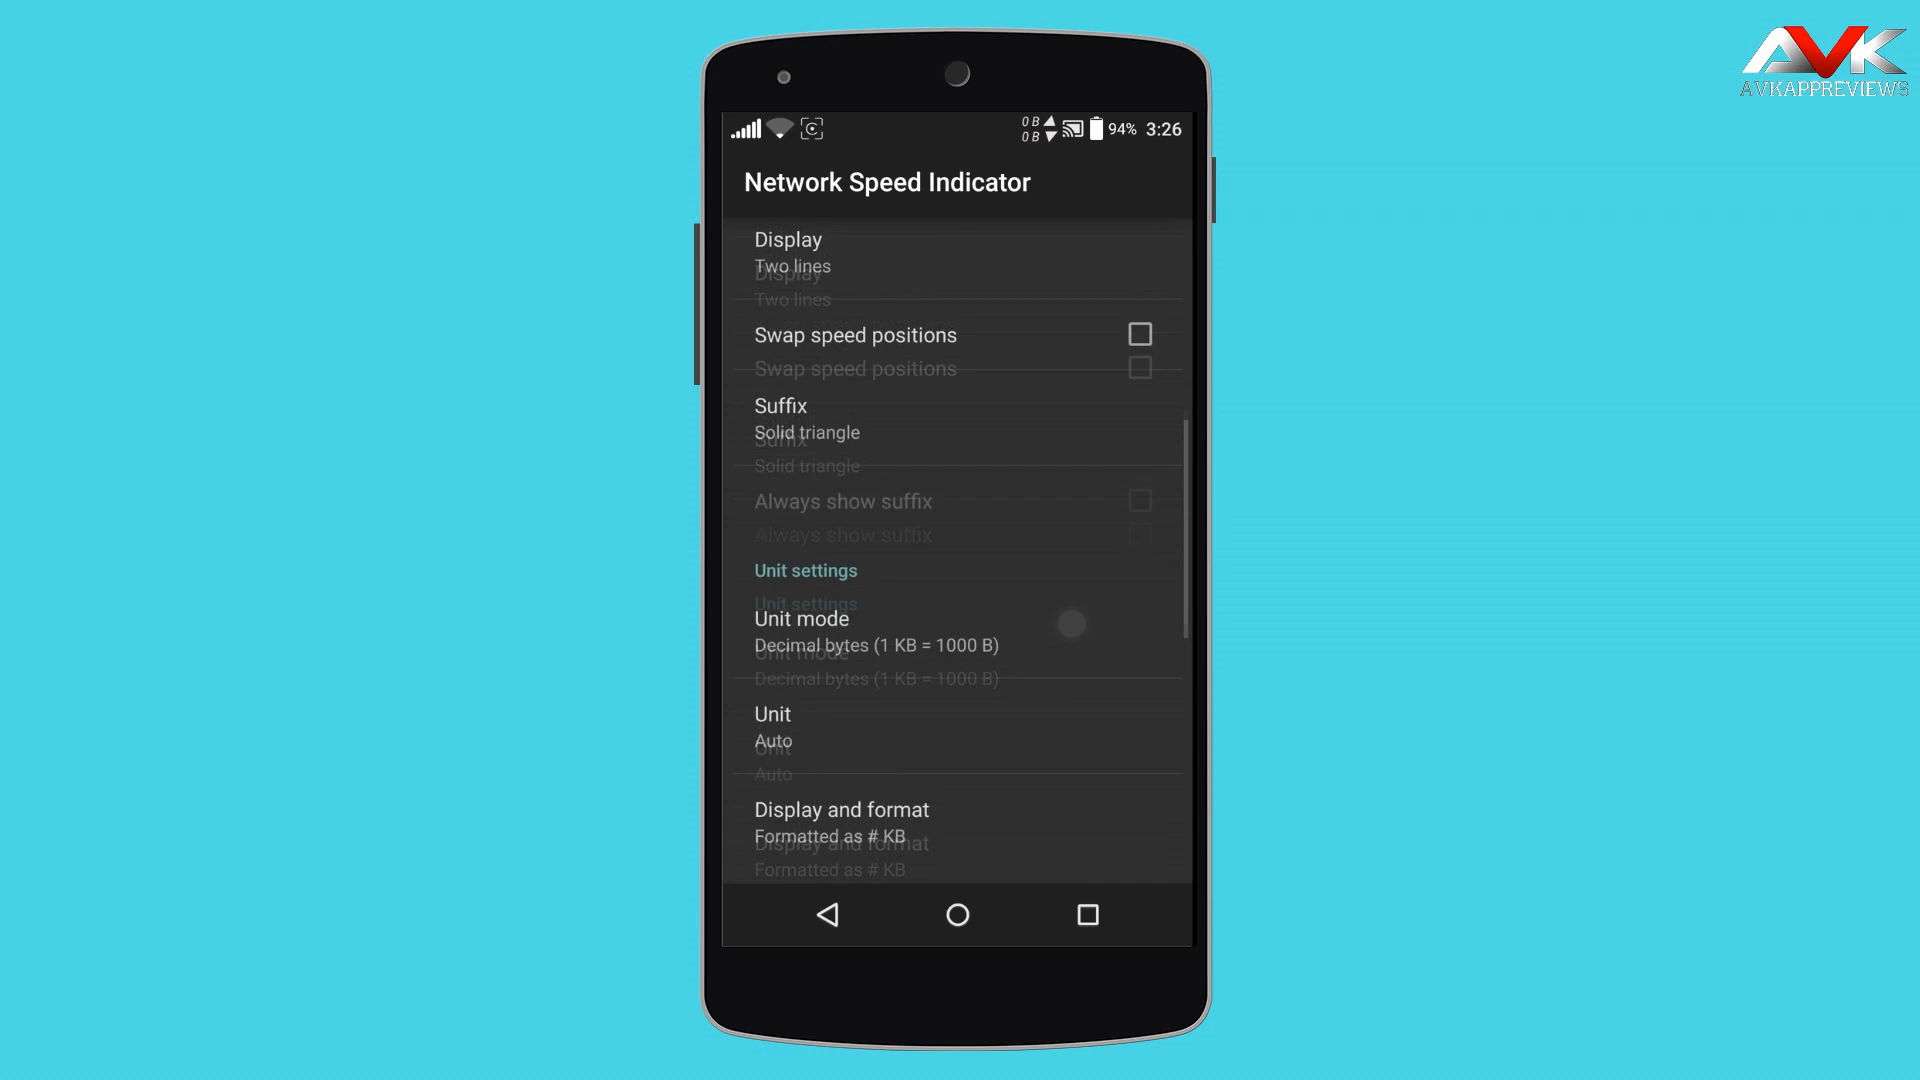 AVK
AVKAPPREVIEWS
0 B
0 B
94% 3:26
Network Speed Indicator
Display
Two lines
Display
Two lines
Swap speed positions
Swap speed positions
Suffix
Solid triangle
Suffix
Solid triangle
Always show suffix
Always show suffix
Unit settings
Unit settings
Unit mode
Decimal bytes (1 KB = 1000 B)
Unit mode
Decimal bytes (1 KB = 1000 B)
Unit
Auto
Unit
Auto
Display and format
Formatted as # KB
Display and format
Formatted as # KB